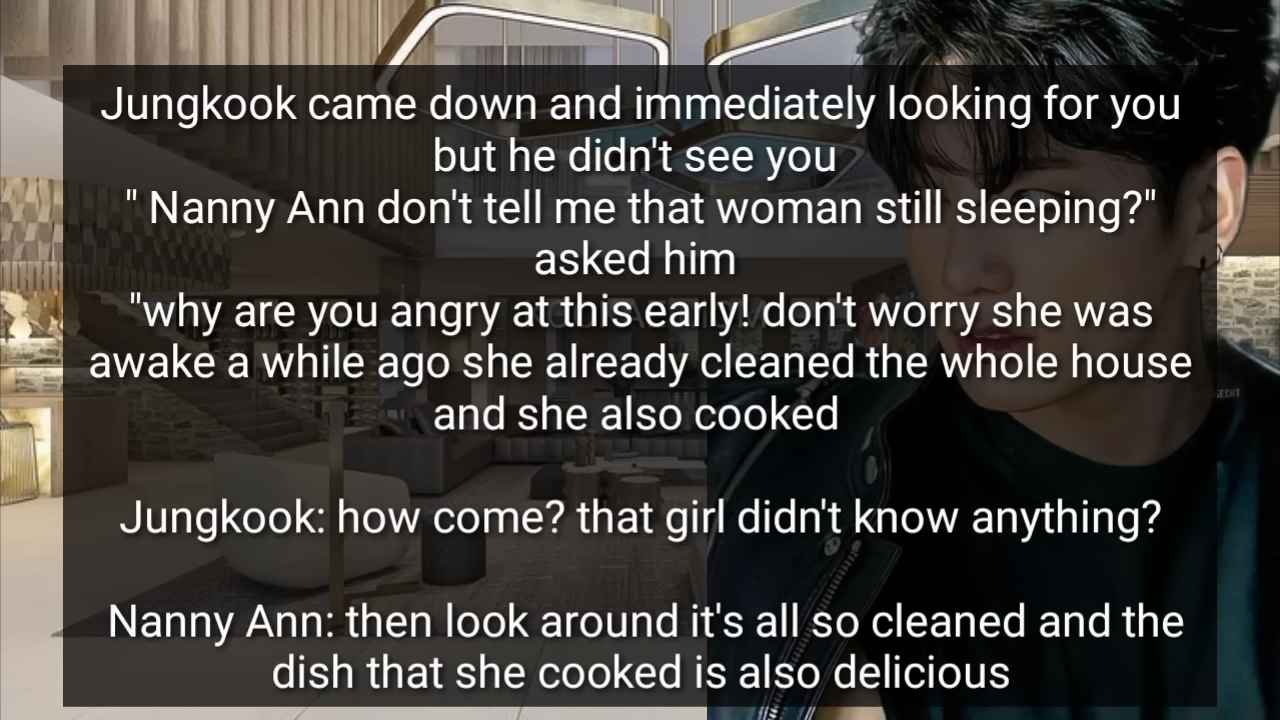 Jungkook came down and immediately looking for you
but he didn't see you
" Nanny Ann don't tell me that woman still sleeping?"
asked him
"why are you angry at this early! don't worry she was
awake a while ago she already cleaned the whole house
and she also cooked
Jungkook: how come? that girl didn't know anything?
Nanny Ann: then look around it's all so cleaned and the
dish that she cooked is also delicious